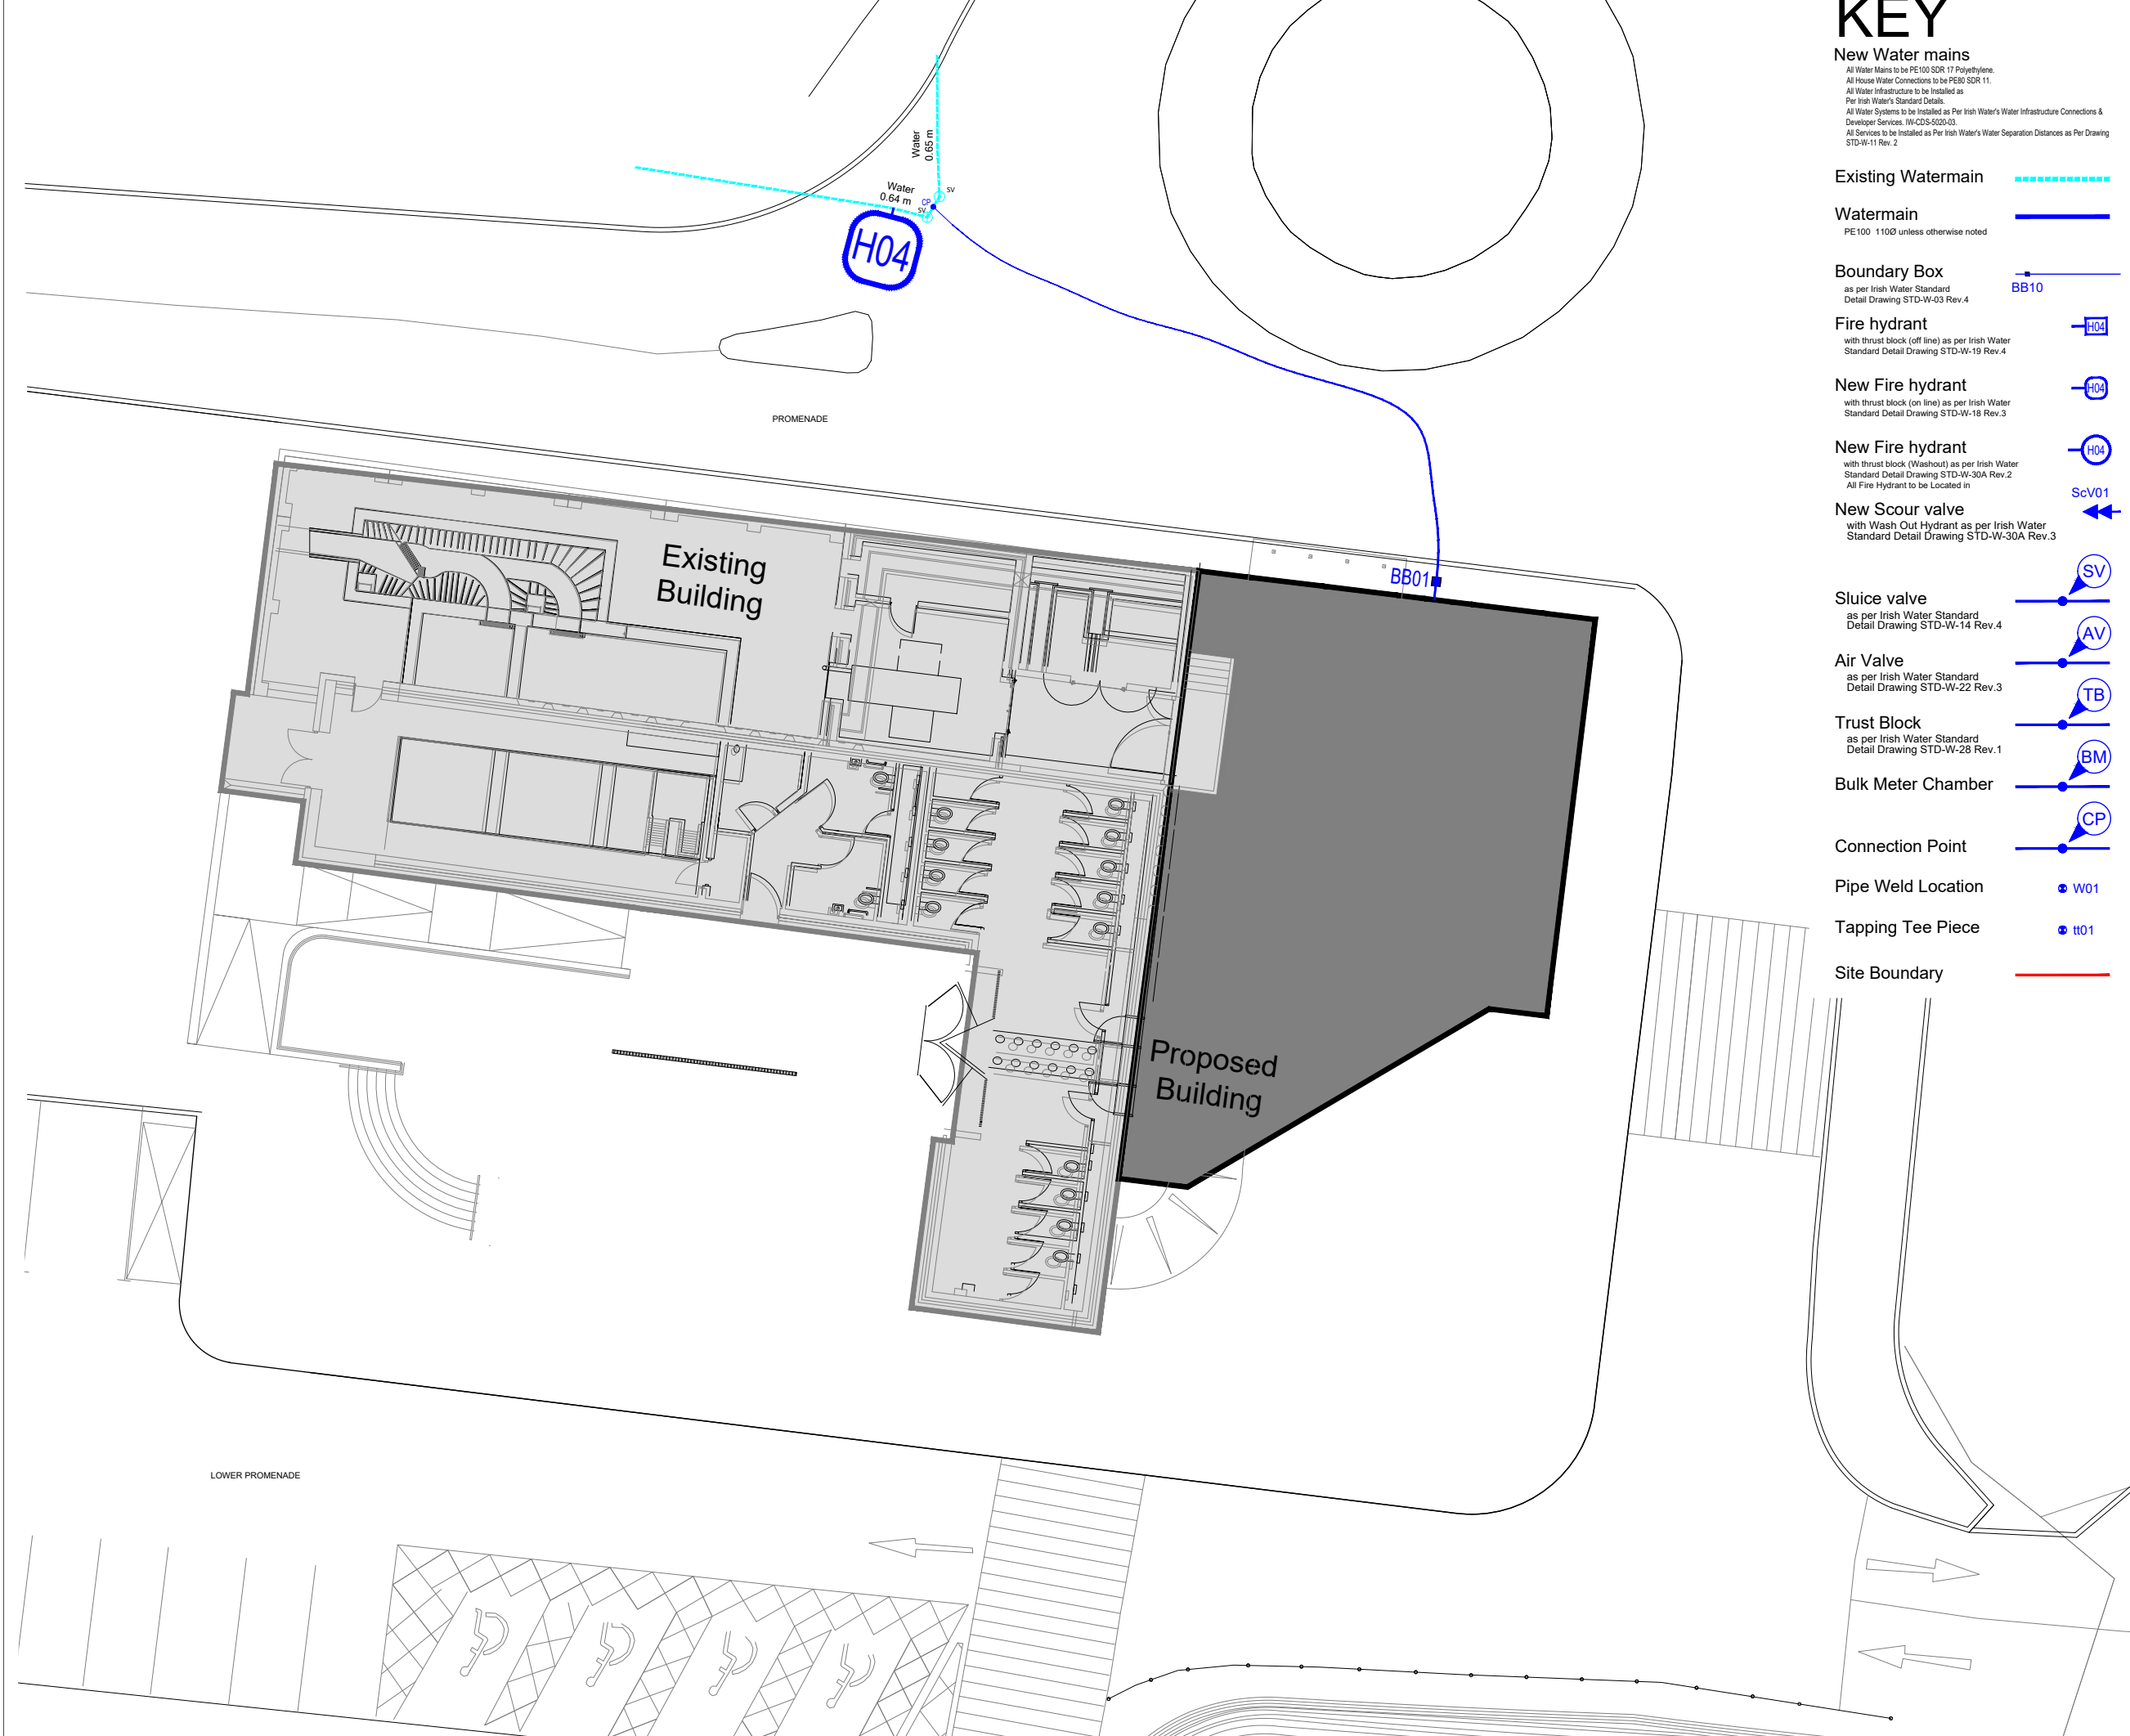 KEY
New Water mains
All Water Mains to be PE100 SDR 17 Polyethylene.
All House Water Connections to be PE80 SDR 11.
All Water Infrastructure to be Installed as
Per Irish Water's Standard Details.
All Water Systems to be Installed as Per Irish Water's Water Infrastructure Connections &
Developer Services. IW-CDS-5020-03.
All Services to be Installed as Per Irish Water's Water Separation Distances as Per Drawing
STD-W-11 Rev. 2
Existing Watermain
Watermain
PE100 110Ø unless otherwise noted
Boundary Box
as per Irish Water Standard
Detail Drawing STD-W-03 Rev.4
BB10
Fire hydrant
with thrust block (off line) as per Irish Water
Standard Detail Drawing STD-W-19 Rev.4
H04
New Fire hydrant
with thrust block (on line) as per Irish Water
Standard Detail Drawing STD-W-18 Rev.3
H04
New Fire hydrant
with thrust block (Washout) as per Irish Water
Standard Detail Drawing STD-W-30A Rev.2
All Fire Hydrant to be Located in
H04
ScV01
New Scour valve
with Wash Out Hydrant as per Irish Water
Standard Detail Drawing STD-W-30A Rev.3
SV
Sluice valve
as per Irish Water Standard
Detail Drawing STD-W-14 Rev.4
AV
Air Valve
as per Irish Water Standard
Detail Drawing STD-W-22 Rev.3
TB
Trust Block
as per Irish Water Standard
Detail Drawing STD-W-28 Rev.1
BM
Bulk Meter Chamber
CP
Connection Point
Pipe Weld Location
W01
Tapping Tee Piece
tt01
Site Boundary
Water
0.65 m
SV
Water
0.64 m
CP
SV
H04
PROMENADE
Existing
Building
BB01
Proposed
Building
LOWER PROMENADE